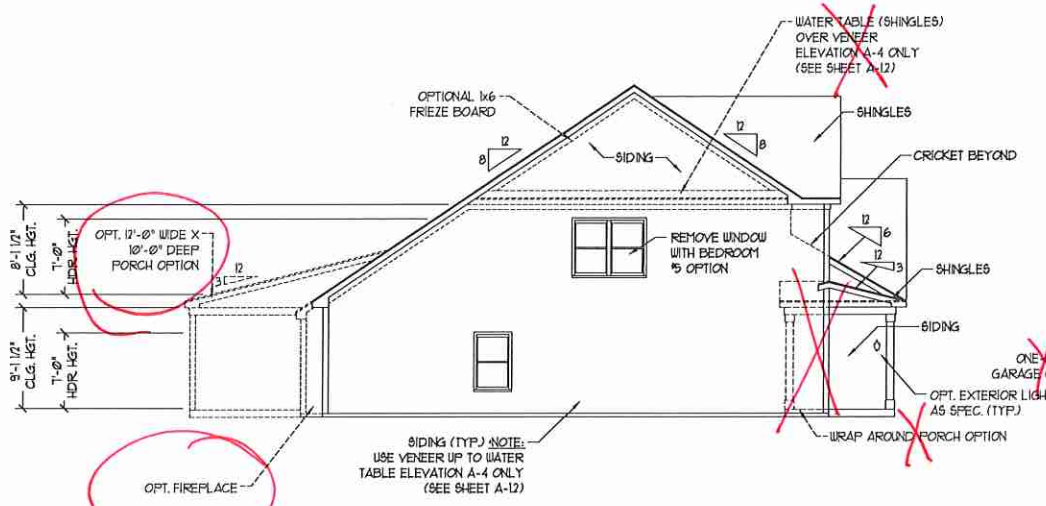 WATER TABLE (SHINGLES)
OVER VENEER
ELEVATION A-4 ONLY
(SEE SHEET A-1.2)
OPTIONAL 1x6
FRIEZE BOARD
SHINGLES
12
8
12
8
SIDING
CRICKET BEYOND
12
6
12
3
SHINGLES
8'-1 1/2"
CLG. HGT.
7'-0"
HDR. HGT.
OPT. 12'-0" WIDE X
10'-0" DEEP
PORCH OPTION
12
3
REMOVE WINDOW
WITH BEDROOM
#5 OPTION
9'-1 1/2"
CLG. HGT.
7'-0"
HDR. HGT.
SIDING
ONE
GARAGE
OPT. EXTERIOR LIGH
AS SPEC. (TYP.)
WRAP AROUND PORCH OPTION
SIDING (TYP.) NOTE:
USE VENEER UP TO WATER
TABLE ELEVATION A-4 ONLY
(SEE SHEET A-1.2)
OPT. FIREPLACE